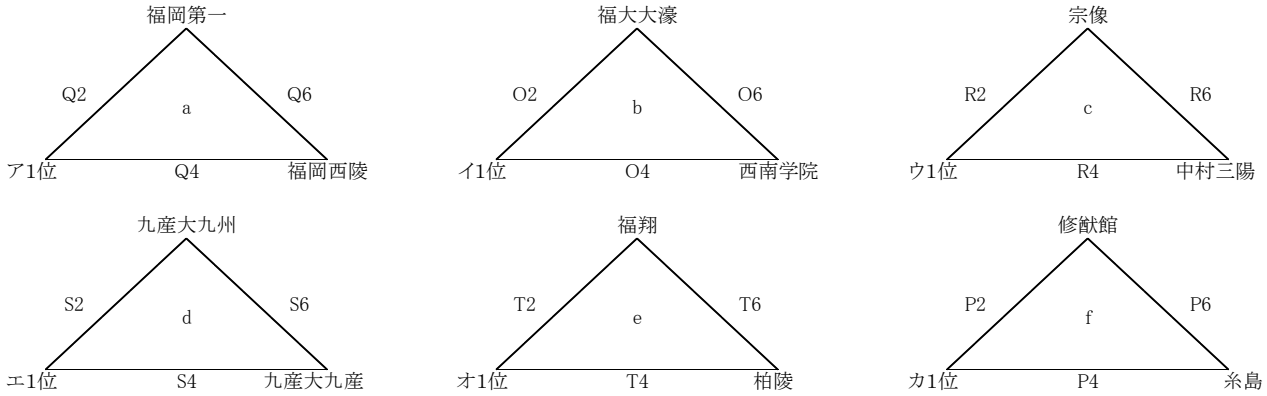 福岡第一
福大大濠
宗像
Q2
Q6
O2
O6
R2
R6
a
b
c
ア1位
Q4
福岡西陵
イ1位
O4
西南学院
ウ1位
R4
中村三陽
九産大九州
福翔
修猷館
S2
S6
T2
T6
P2
P6
d
e
f
エ1位
S4
九産大九産
オ1位
T4
柏陵
カ1位
P4
糸島